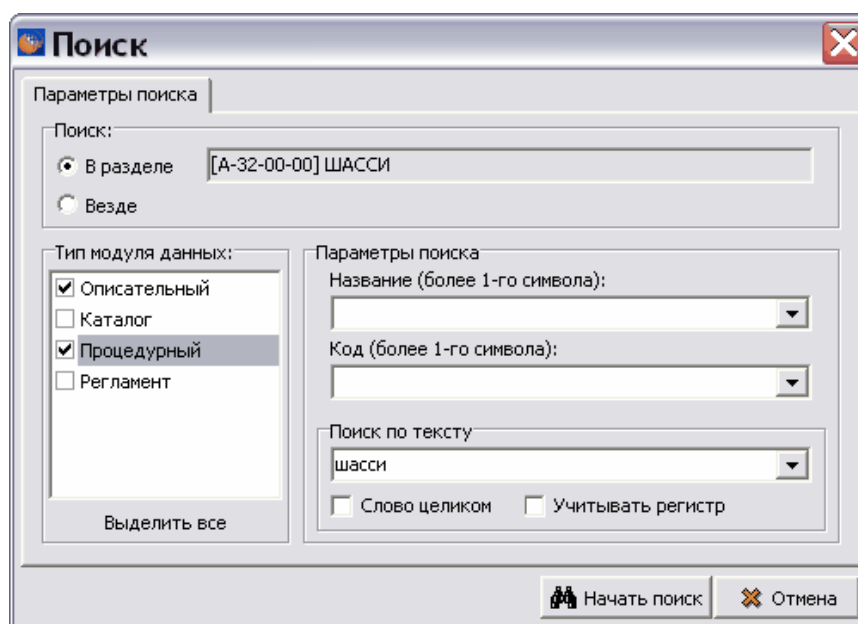 Поиск
Параметры поиска
Поиск:
В разделе
[А-32-00-00] ШАССИ
Везде
Тип модуля данных:
Описательный
Каталог
Процедурный
Регламент
Выделить все
Параметры поиска
Название (более 1-го символа):
Код (более 1-го символа):
Поиск по тексту
шасси
Слово целиком
Учитывать регистр
Начать поиск
Отмена